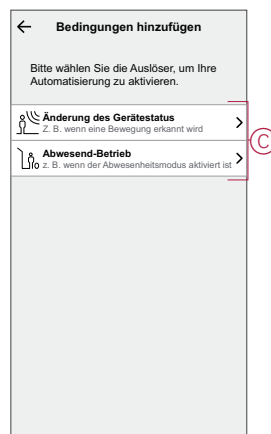 Bedingungen hinzufügen
Bitte wählen Sie die Auslöser, um Ihre
Automatisierung zu aktivieren.
Änderung des Gerätestatus
Z. B. wenn eine Bewegung erkannt wird
Abwesend-Betrieb
z. B. wenn der Abwesenheitsmodus aktiviert ist
C